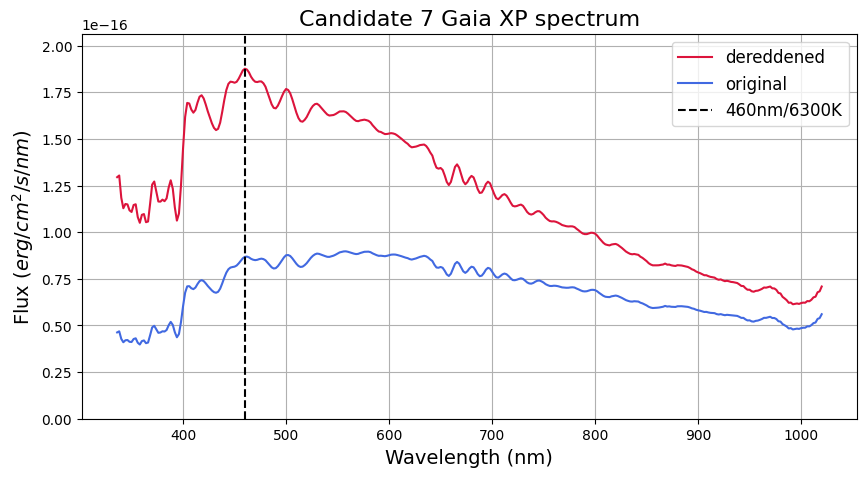 Candidate 7 Gaia XP spectrum
1e−16
2.00
1.75
1.50
1.25
1.00
0.75
0.50
0.25
0.00
Flux (erg/cm²/s/nm)
400
500
600
700
800
900
1000
Wavelength (nm)
dereddened
original
460nm/6300K